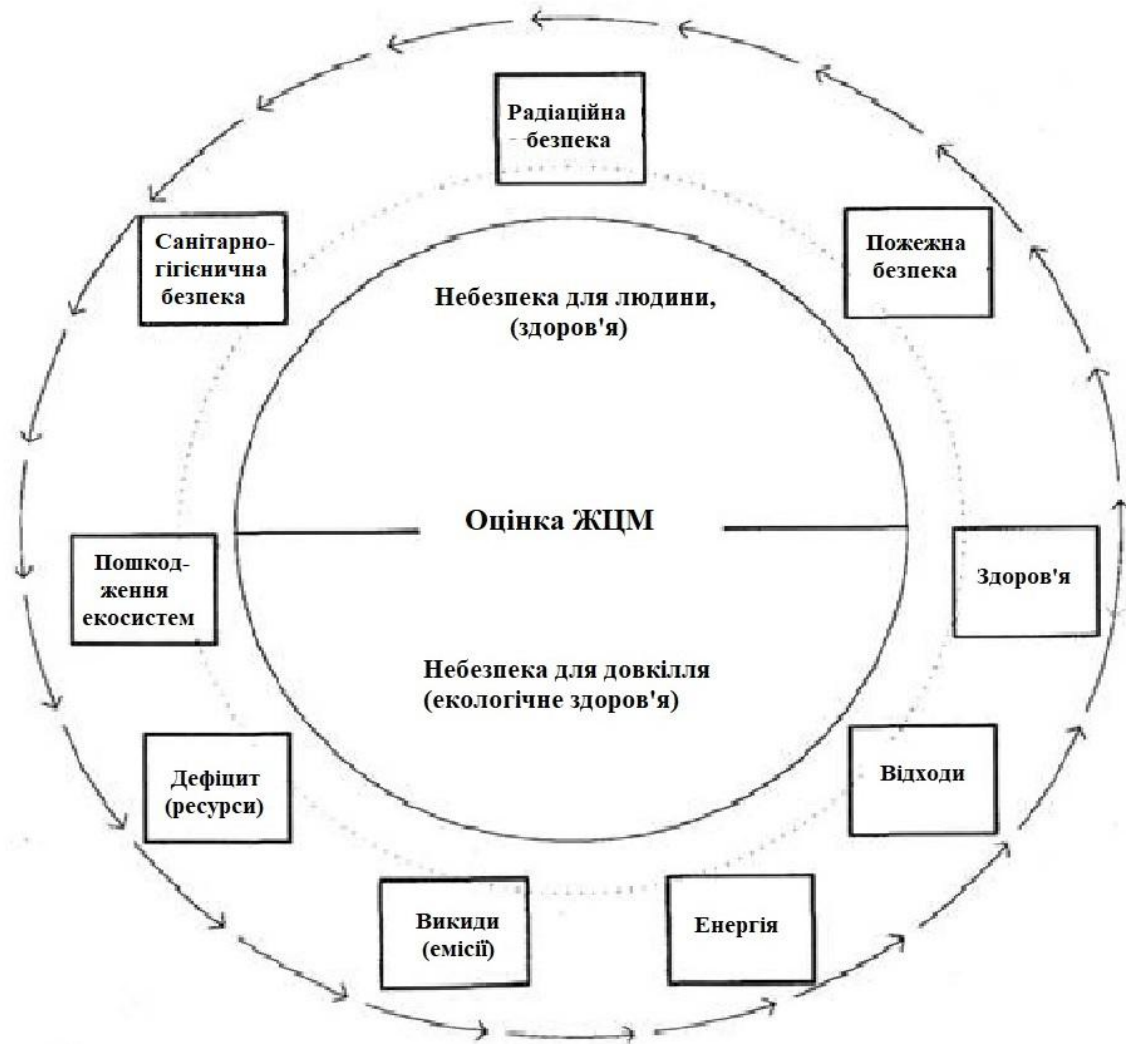 Радіаційна
безпека
Санітарно-
гігієнична
безпека
Пожежна
безпека
Небезпека для людини,
(здоров'я)
Оцінка ЖЦМ
Пошкод-
ження
екосистем
Здоров'я
Небезпека для довкілля
(екологічне здоров'я)
Дефіцит
(ресурси)
Відходи
Викиди
(емісії)
Енергія